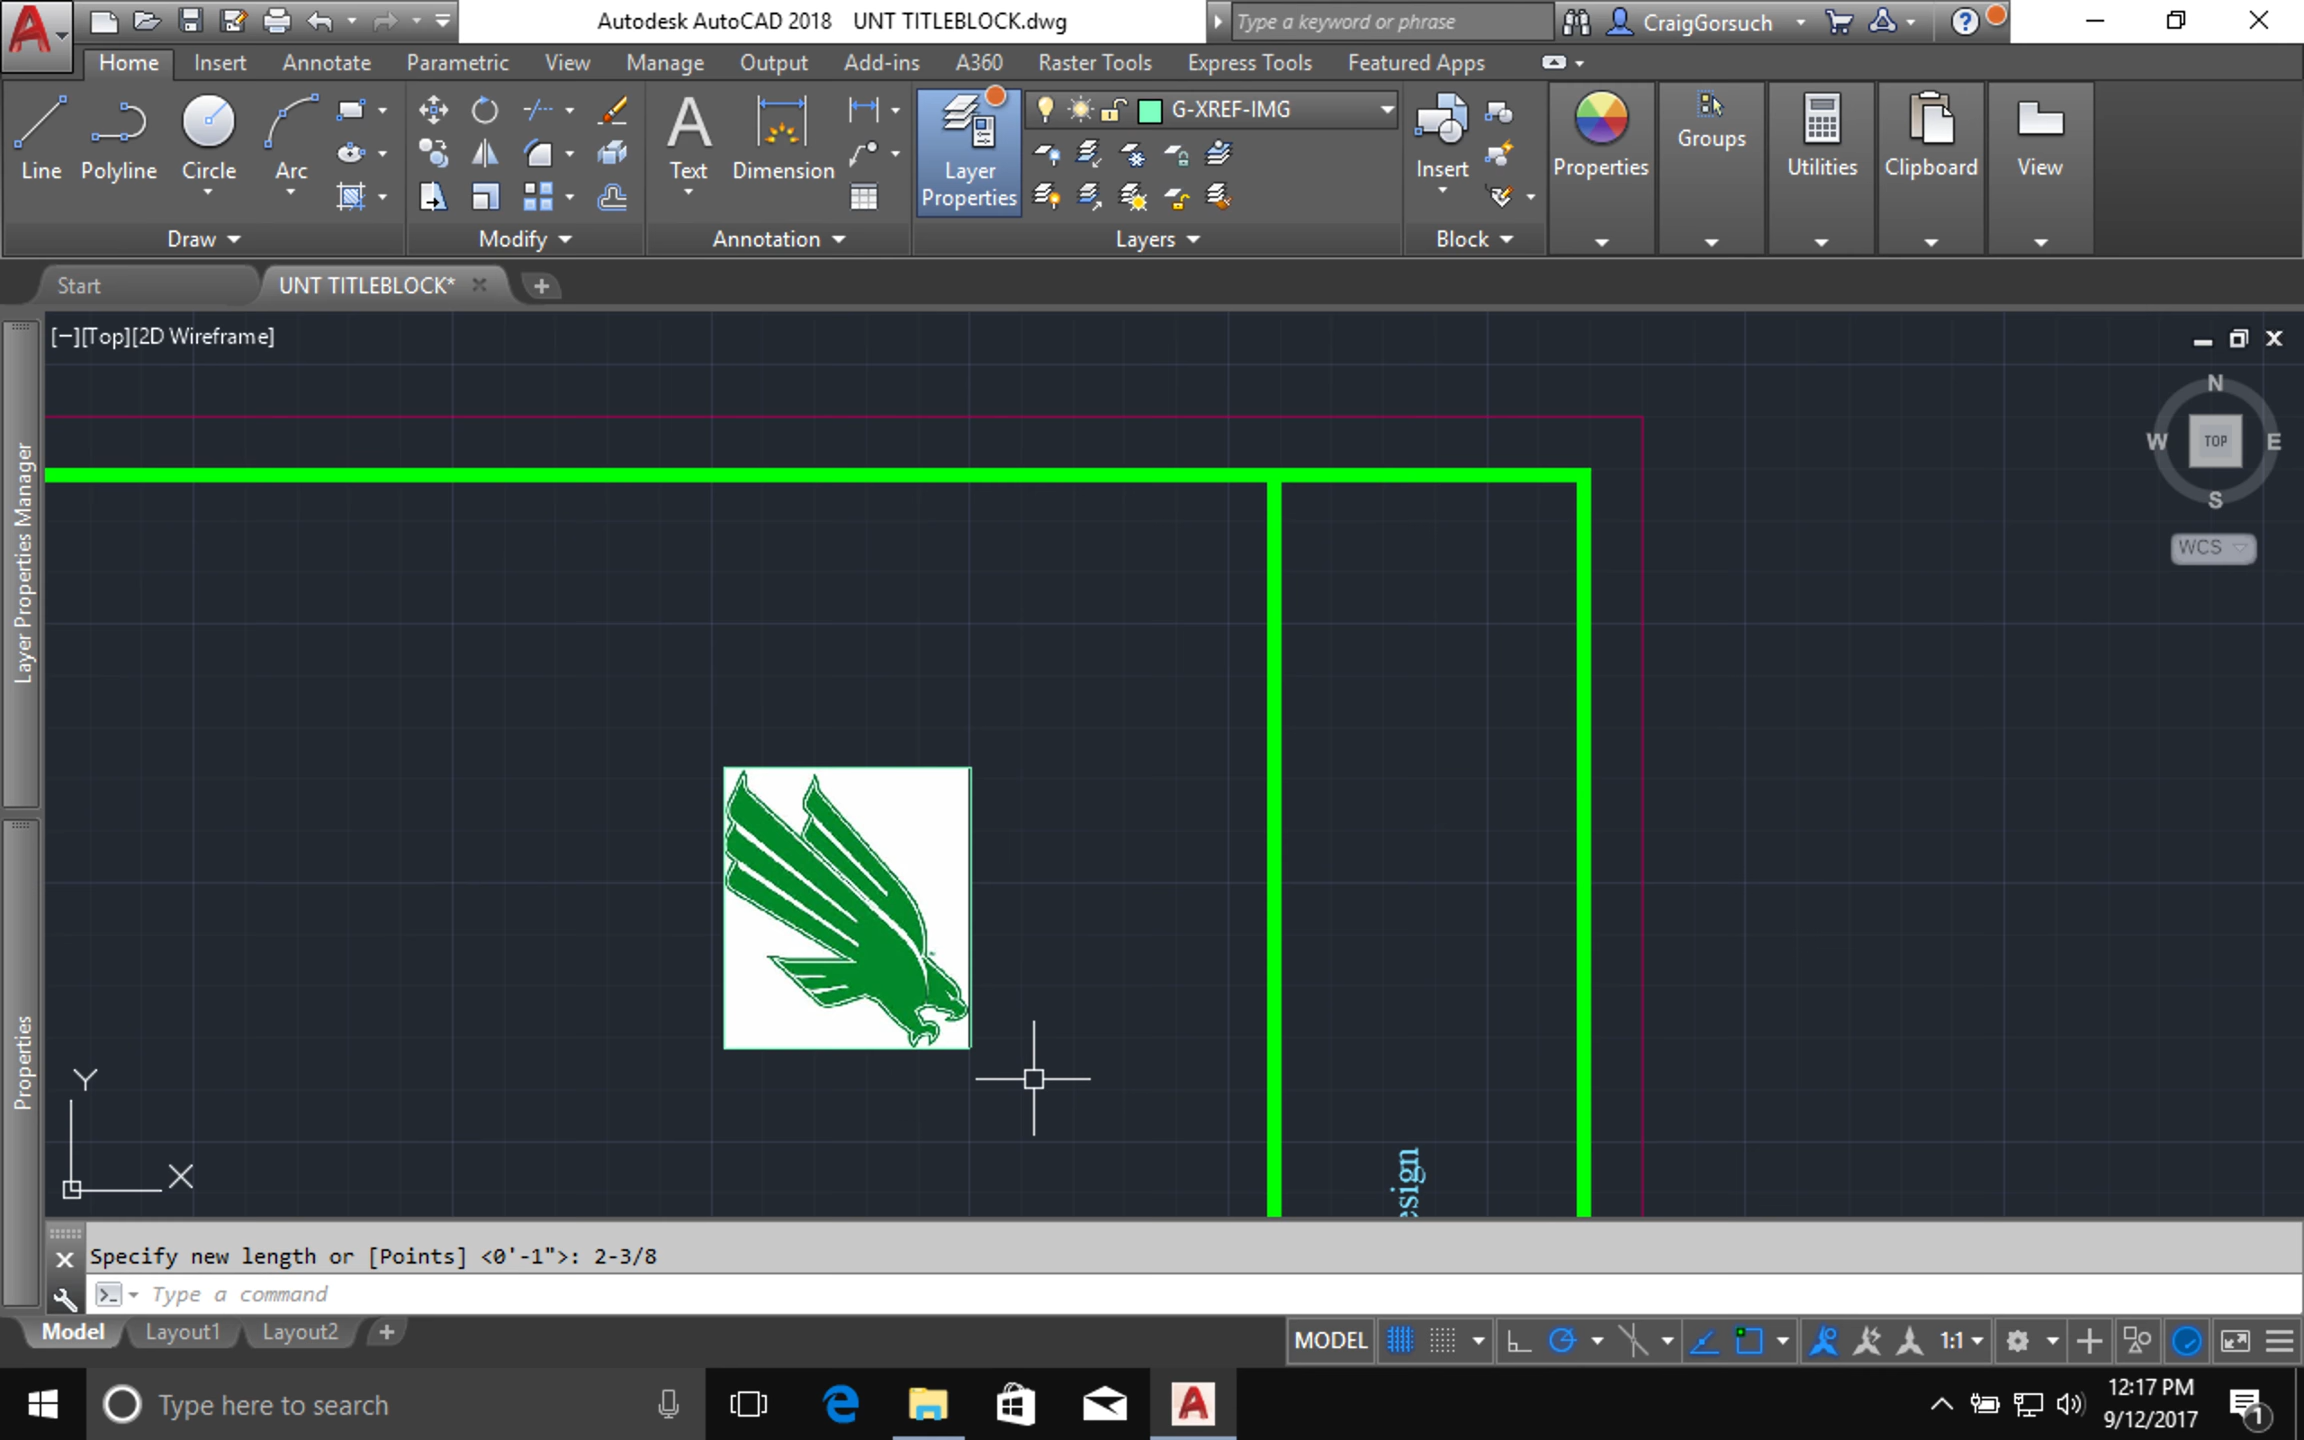 Autodesk AutoCAD 2018 UNT TITLEBLOCK.dwg
Type a keyword or phrase
CraigGorsuch
Home Insert Annotate Parametric View Manage Output Add-ins A360 Raster Tools Express Tools Featured Apps
G-XREF-IMG
Line Polyline Circle Arc
Text Dimension
Layer Properties
Insert
Properties
Groups
Utilities
Clipboard
View
Draw Modify Annotation Layers Block
Start UNT TITLEBLOCK*
[−][Top][2D Wireframe]
N
W TOP E
S
WCS
Layer Properties Manager
Properties
Y
X
esign
Specify new length or [Points] <0'-1">: 2-3/8
Type a command
Model Layout1 Layout2
MODEL 1:1
Type here to search
12:17 PM
9/12/2017
1